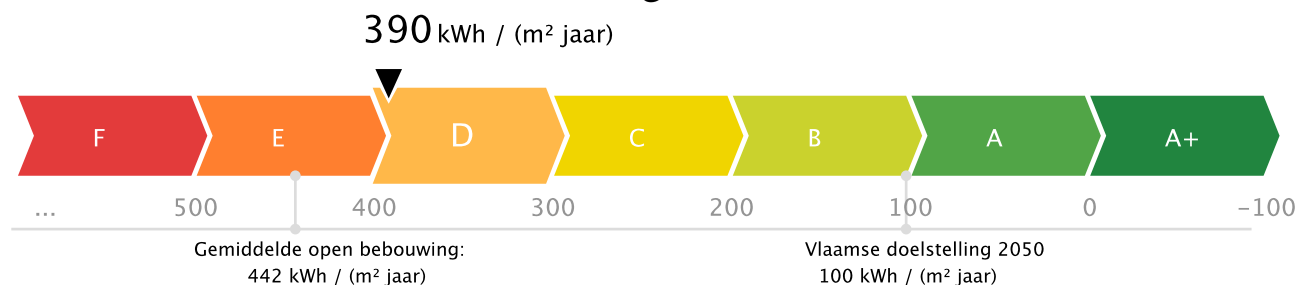 390 kWh / (m² jaar)
F E D C B A A+
... 500 400 300 200 100 0 -100
Gemiddelde open bebouwing:
442 kWh / (m² jaar)
Vlaamse doelstelling 2050
100 kWh / (m² jaar)